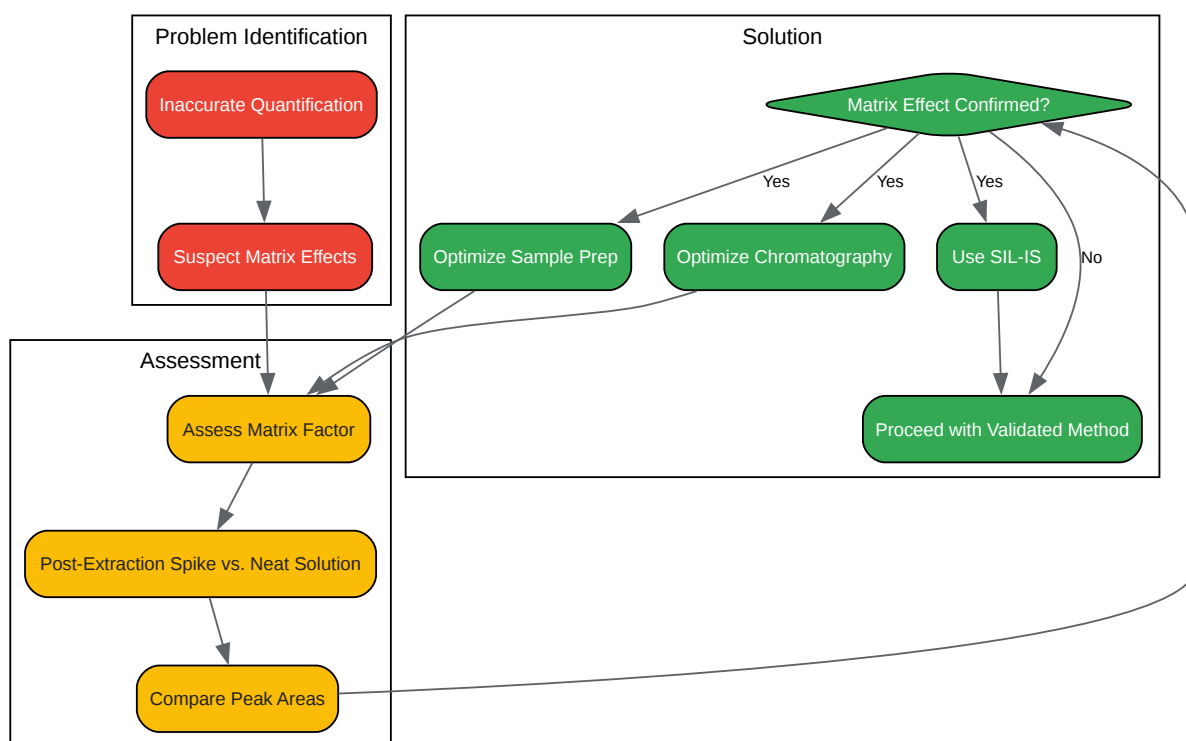 Problem Identification
Inaccurate Quantification
Suspect Matrix Effects
Solution
Matrix Effect Confirmed?
Yes
Yes
Yes
No
Optimize Sample Prep
Optimize Chromatography
Use SIL-IS
Proceed with Validated Method
Assessment
Assess Matrix Factor
Post-Extraction Spike vs. Neat Solution
Compare Peak Areas